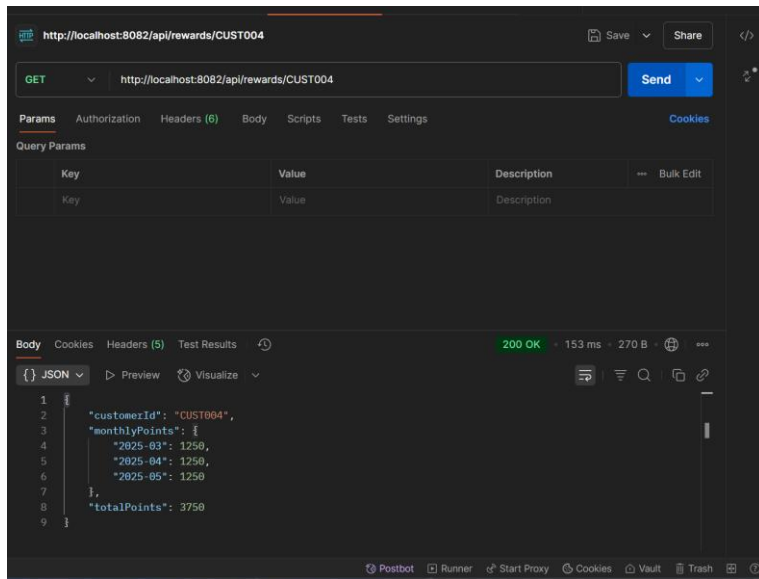 HTTP http://localhost:8082/api/rewards/CUST004 Save Share
GET http://localhost:8082/api/rewards/CUST004 Send
Params Authorization Headers (6) Body Scripts Tests Settings Cookies
Query Params
Key Value Description Bulk Edit
Key Value Description
Body Cookies Headers (5) Test Results 200 OK 153 ms 270 B
{} JSON Preview Visualize
1 {
2 "customerId": "CUST004",
3 "monthlyPoints": {
4 "2025-03": 1250,
5 "2025-04": 1250,
6 "2025-05": 1250
7 },
8 "totalPoints": 3750
9 }
Postbot Runner Start Proxy Cookies Vault Trash